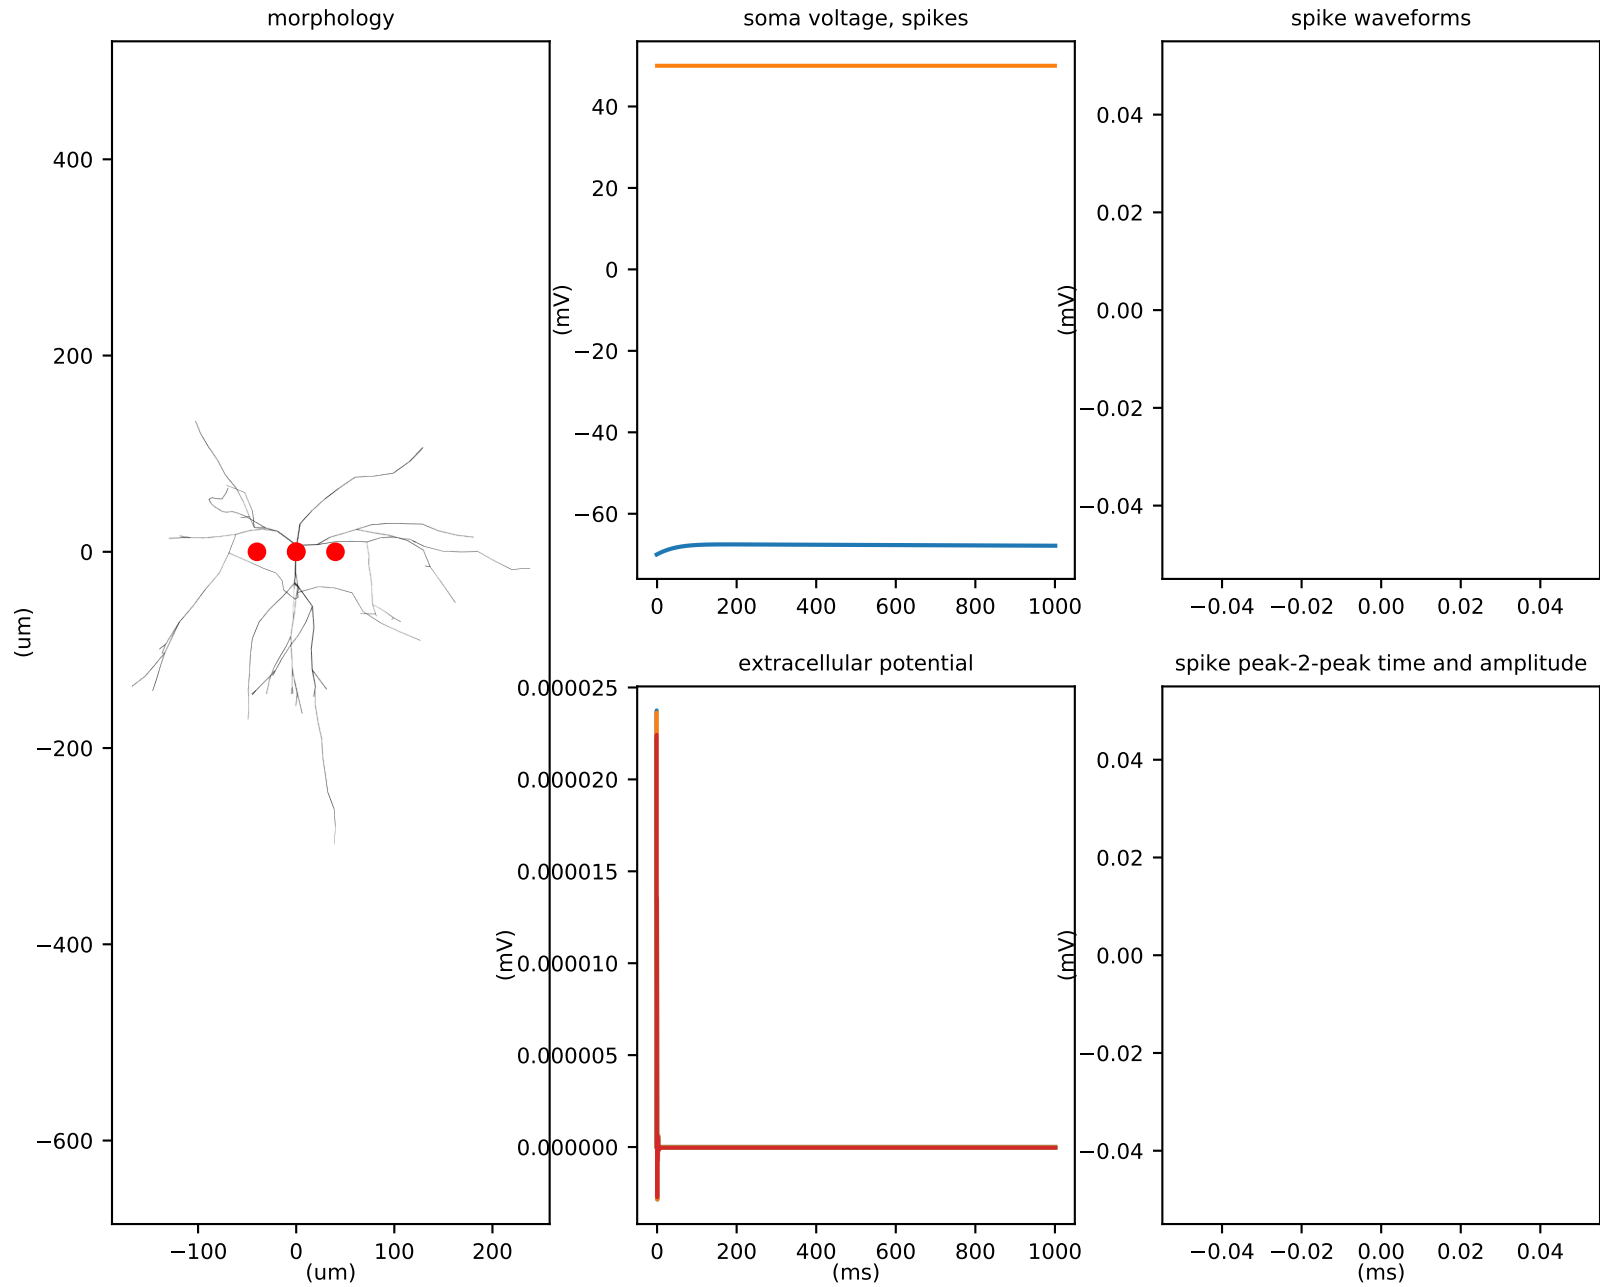 morphology
400
200
0
−200
−400
−600
(um)
−100 0 100 200
(um)
soma voltage, spikes
40
20
0
−20
−40
−60
(mV)
0 200 400 600 800 1000
spike waveforms
0.04
0.02
0.00
−0.02
−0.04
(mV)
−0.04 −0.02 0.00 0.02 0.04
extracellular potential
0.000025
0.000020
0.000015
0.000010
0.000005
0.000000
(mV)
0 200 400 600 800 1000
(ms)
spike peak-2-peak time and amplitude
0.04
0.02
0.00
−0.02
−0.04
(mV)
−0.04 −0.02 0.00 0.02 0.04
(ms)